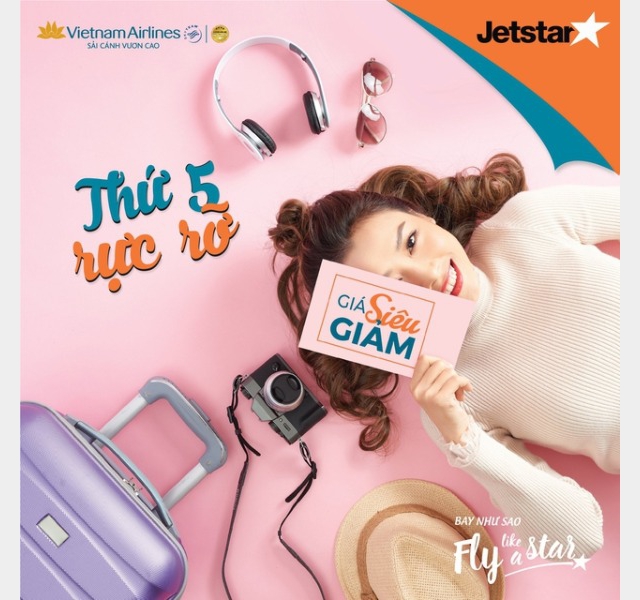 Vietnam Airlines
SẢI CÁNH VƯƠN CAO
Jetstar
Thứ 5
rực rỡ
GIÁ Siêu
GIẢM
BAY NHƯ SAO
Fly like a star